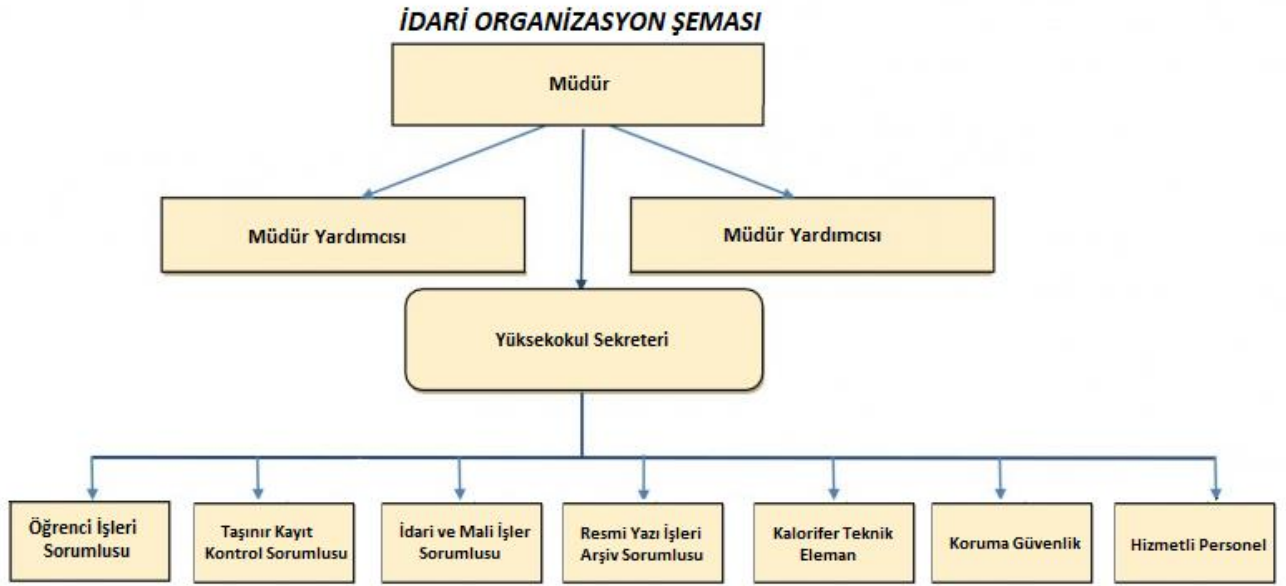 İDARİ ORGANİZASYON ŞEMASI
Müdür
Müdür Yardımcısı
Müdür Yardımcısı
Yüksekokul Sekreteri
Öğrenci İşleri
Sorumlusu
Taşınır Kayıt
Kontrol Sorumlusu
İdari ve Mali İşler
Sorumlusu
Resmi Yazı İşleri
Arşiv Sorumlusu
Kalorifer Teknik
Eleman
Koruma Güvenlik
Hizmetli Personel